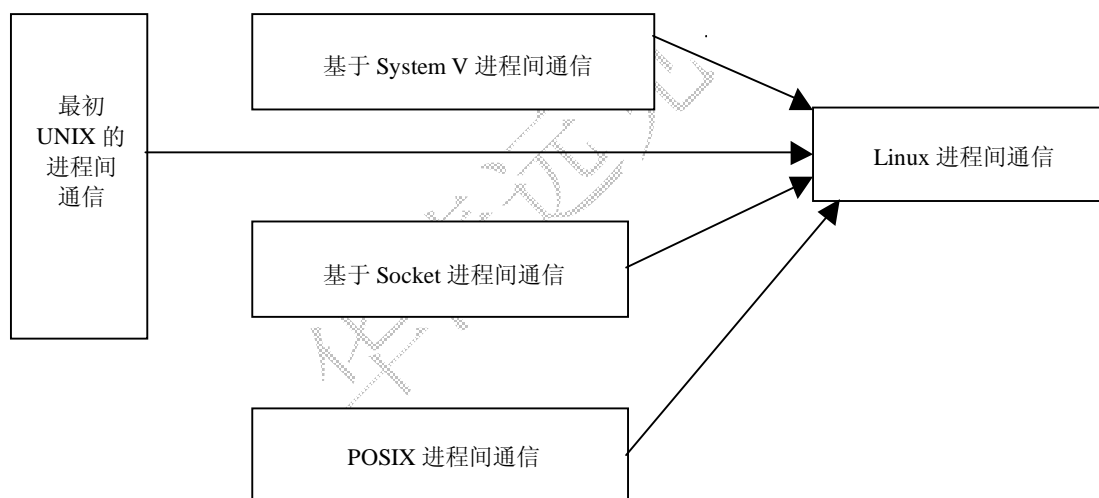 最初
UNIX 的
进程间
通信
基于 System V 进程间通信
基于 Socket 进程间通信
POSIX 进程间通信
Linux 进程间通信